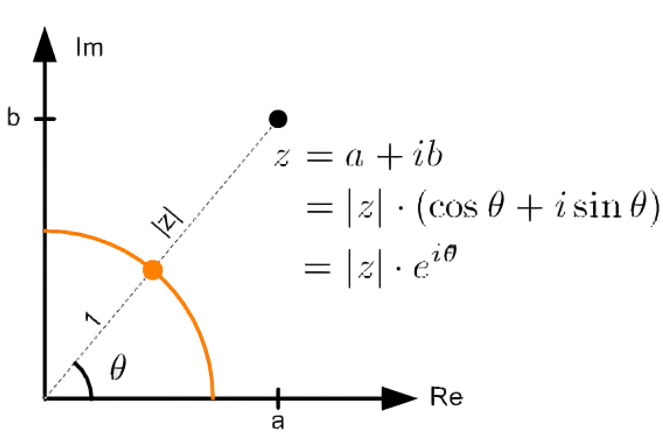 Im
b
z = a + ib
|z|
= |z| · (cos θ + i sin θ)
= |z| · e^{iθ}
1
θ
Re
a